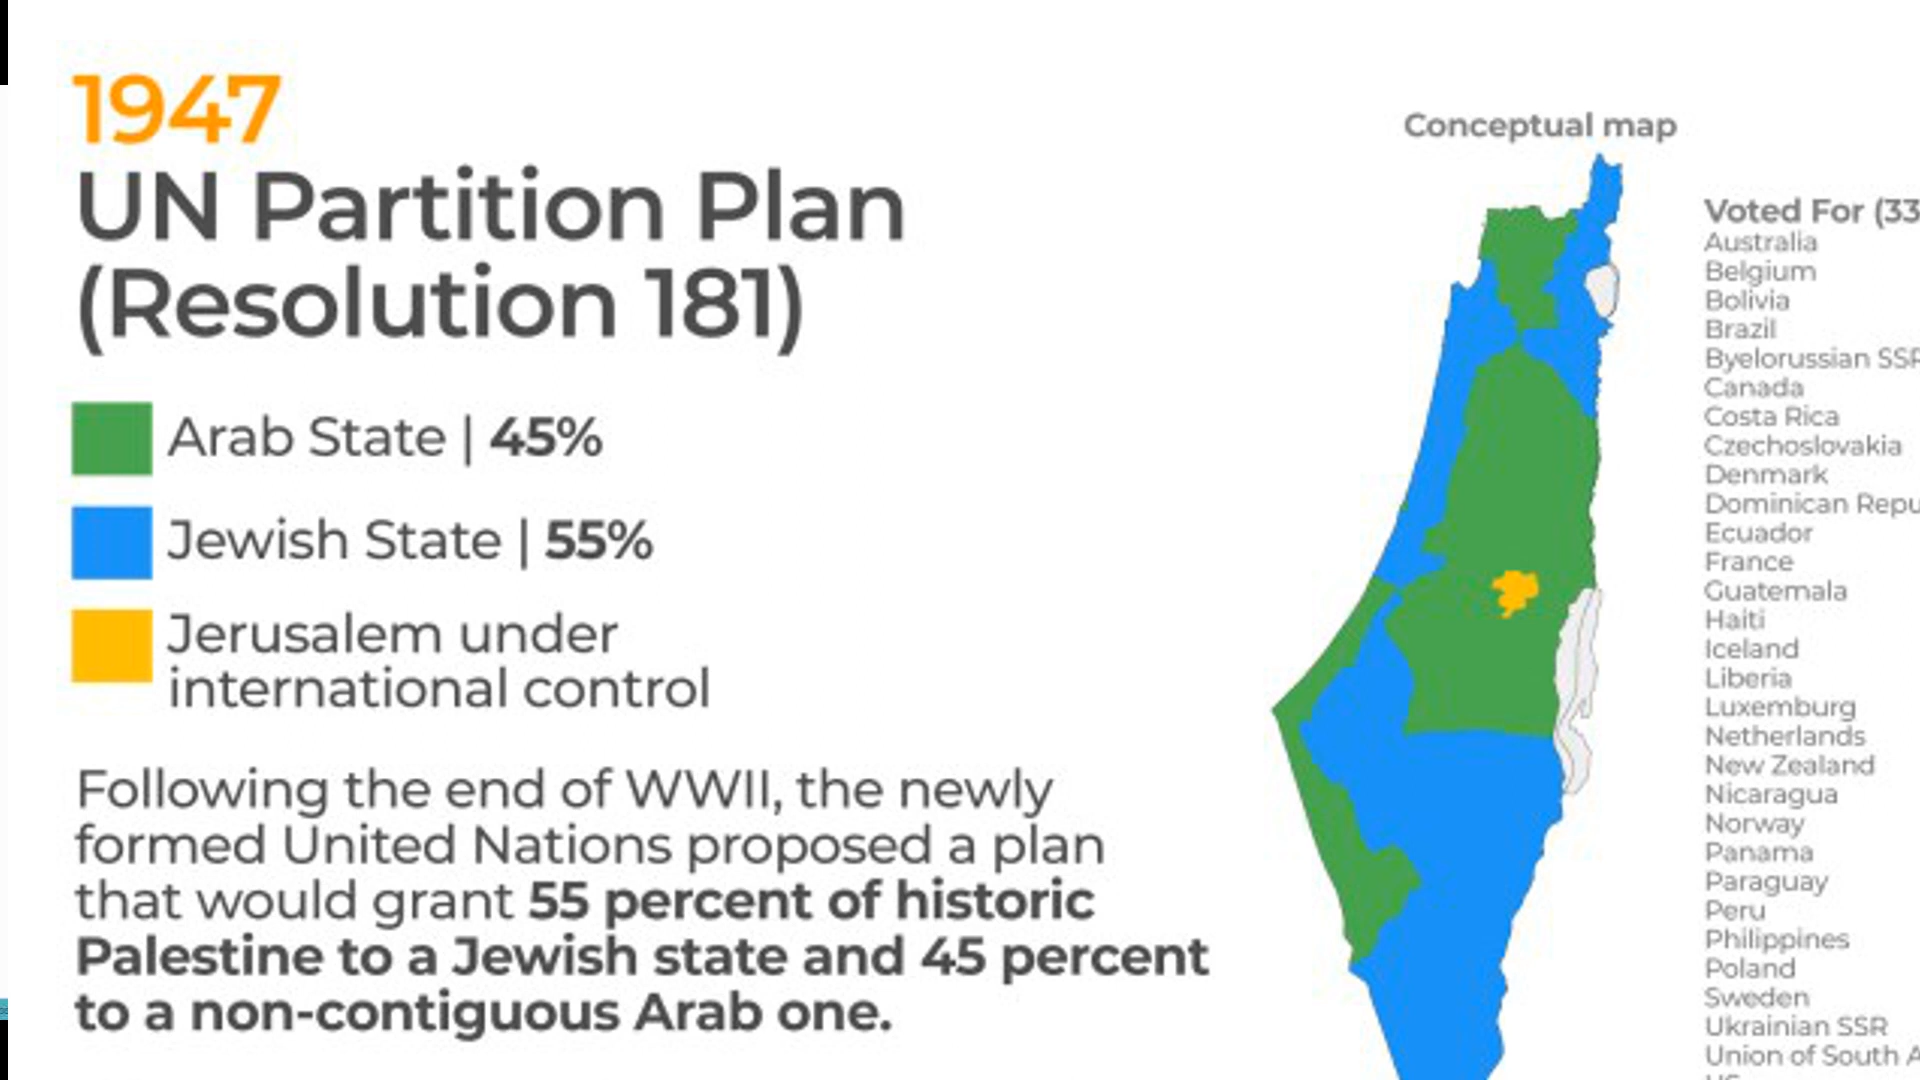 1947
UN Partition Plan
(Resolution 181)
Arab State | 45%
Jewish State | 55%
Jerusalem under
international control
Following the end of WWII, the newly
formed United Nations proposed a plan
that would grant 55 percent of historic
Palestine to a Jewish state and 45 percent
to a non-contiguous Arab one.
Conceptual map
Voted For (33
Australia
Belgium
Bolivia
Brazil
Byelorussian SSR
Canada
Costa Rica
Czechoslovakia
Denmark
Dominican Repu
Ecuador
France
Guatemala
Haiti
Iceland
Liberia
Luxemburg
Netherlands
New Zealand
Nicaragua
Norway
Panama
Paraguay
Peru
Philippines
Poland
Sweden
Ukrainian SSR
Union of South A